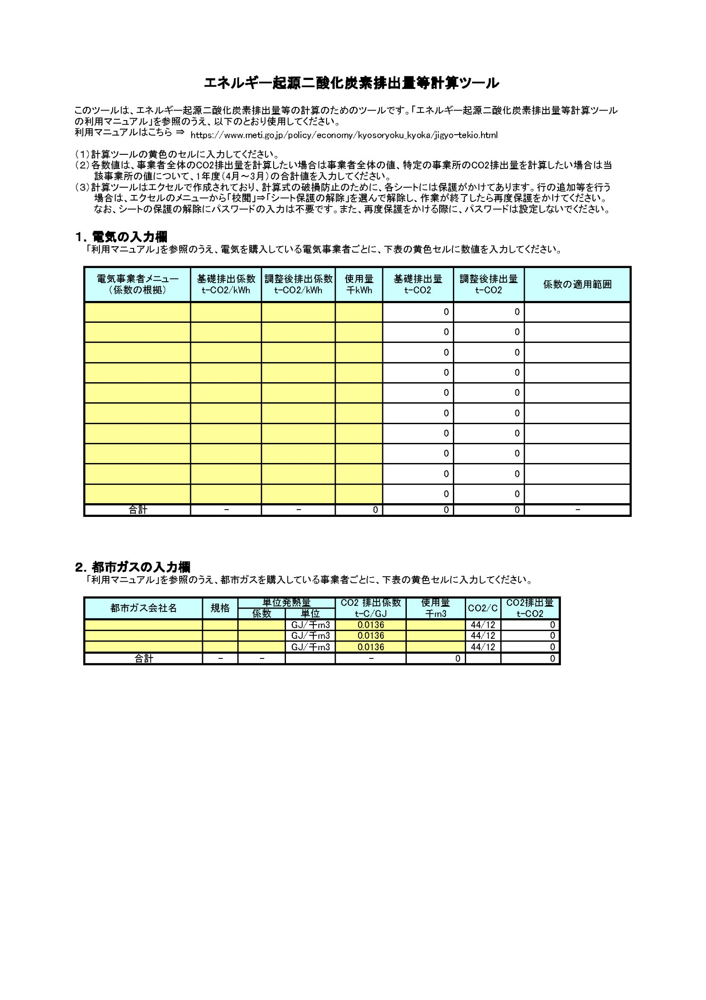 エネルギー起源二酸化炭素排出量等計算ツール
このツールは、エネルギー起源二酸化炭素排出量等の計算のためのツールです。「エネルギー起源二酸化炭素排出量等計算ツール
の利用マニュアル」を参照のうえ、以下のとおり使用してください。
利用マニュアルはこちら ⇒ https://www.meti.go.jp/policy/economy/kyosoryoku_kyoka/jigyo-tekio.html
(1)計算ツールの黄色のセルに入力してください。
(2)各数値は、事業者全体のCO2排出量を計算したい場合は事業者全体の値、特定の事業所のCO2排出量を計算したい場合は当
該事業所の値について、1年度(4月～3月)の合計値を入力してください。
(3)計算ツールはエクセルで作成されており、計算式の破損防止のために、各シートには保護がかけてあります。行の追加等を行う
場合は、エクセルのメニューから「校閲」⇒「シート保護の解除」を選んで解除し、作業が終了したら再度保護をかけてください。
なお、シートの保護の解除にパスワードの入力は不要です。また、再度保護をかける際に、パスワードは設定しないでください。
1. 電気の入力欄
「利用マニュアル」を参照のうえ、電気を購入している電気事業者ごとに、下表の黄色セルに数値を入力してください。
電気事業者メニュー 基礎排出係数 調整後排出係数 使用量 基礎排出量 調整後排出量 係数の適用範囲
(係数の根拠) t-CO2/kWh t-CO2/kWh 千kWh t-CO2 t-CO2
0 0
0 0
0 0
0 0
0 0
0 0
0 0
0 0
0 0
0 0
合計 - - 0 0 0 -
2. 都市ガスの入力欄
「利用マニュアル」を参照のうえ、都市ガスを購入している事業者ごとに、下表の黄色セルに入力してください。
都市ガス会社名 規格 単位発熱量 CO2 排出係数 使用量 CO2/C CO2排出量
係数 単位 t-C/GJ 千m3 t-CO2
GJ/千m3 0.0136 44/12 0
GJ/千m3 0.0136 44/12 0
GJ/千m3 0.0136 44/12 0
合計 - - - 0 0